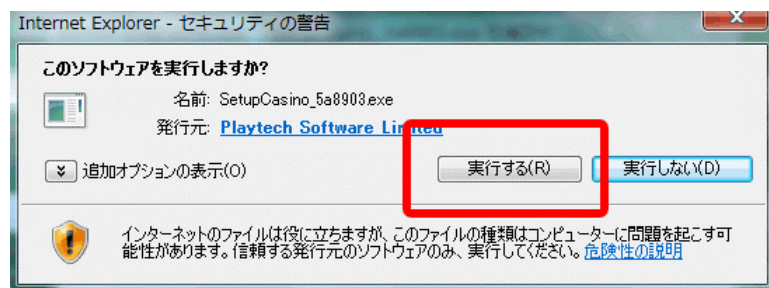 Internet Explorer - セキュリティの警告
このソフトウェアを実行しますか?
名前: SetupCasino_5a8903.exe
発行元: Playtech Software Limited
追加オプションの表示(O)
実行する(R)
実行しない(D)
インターネットのファイルは役に立ちますが、このファイルの種類はコンピューターに問題を起こす可
能性があります。信頼する発行元のソフトウェアのみ、実行してください。危険性の説明